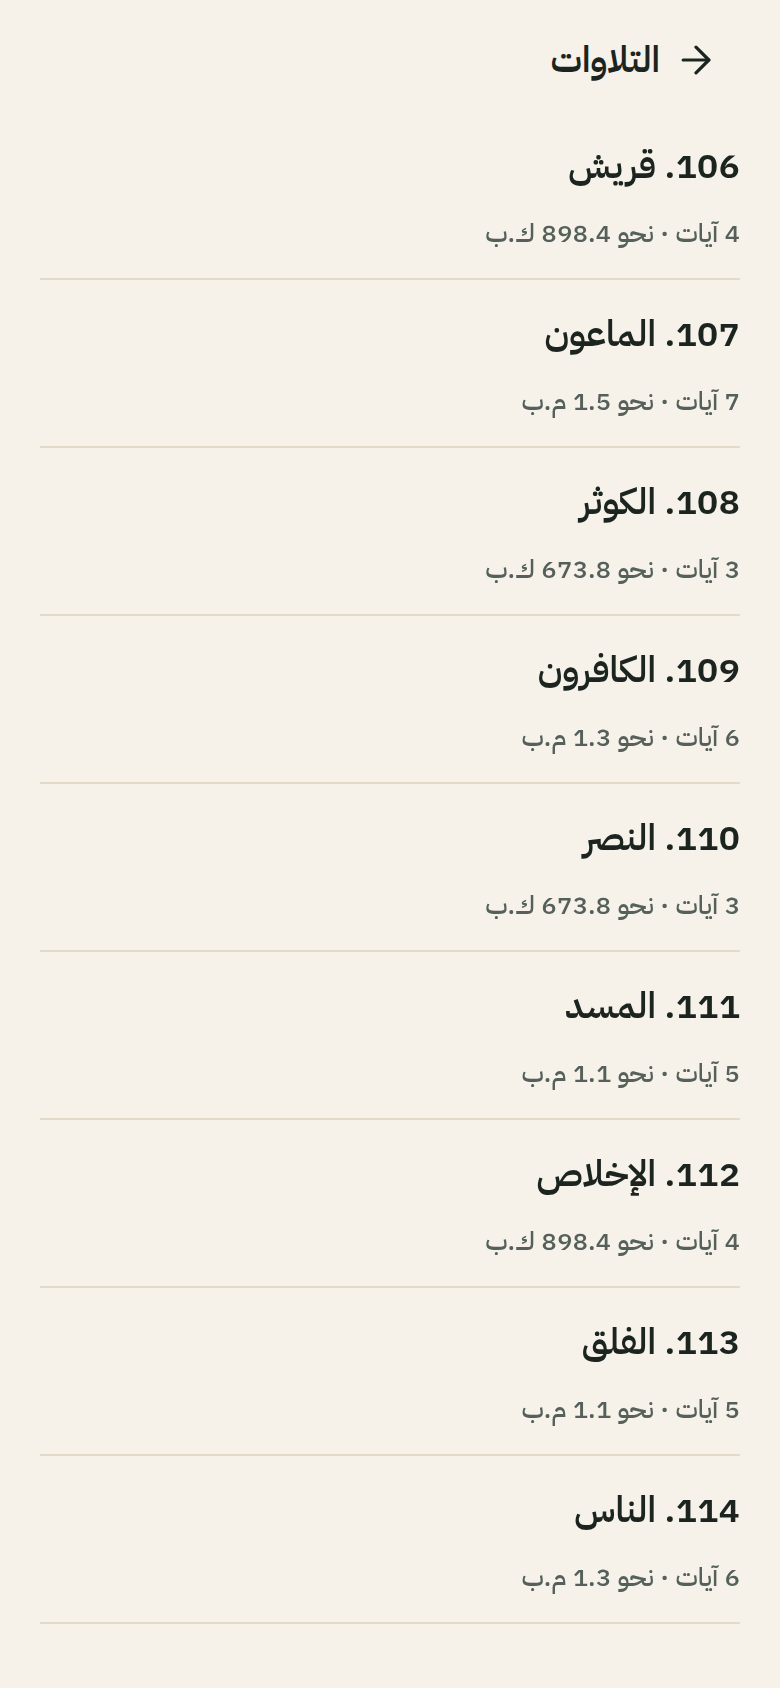 التلاوات
106. قريش
4 آيات · نحو 898.4 ك.ب
107. الماعون
7 آيات · نحو 1.5 م.ب
108. الكوثر
3 آيات · نحو 673.8 ك.ب
109. الكافرون
6 آيات · نحو 1.3 م.ب
110. النصر
3 آيات · نحو 673.8 ك.ب
111. المسد
5 آيات · نحو 1.1 م.ب
112. الإخلاص
4 آيات · نحو 898.4 ك.ب
113. الفلق
5 آيات · نحو 1.1 م.ب
114. الناس
6 آيات · نحو 1.3 م.ب